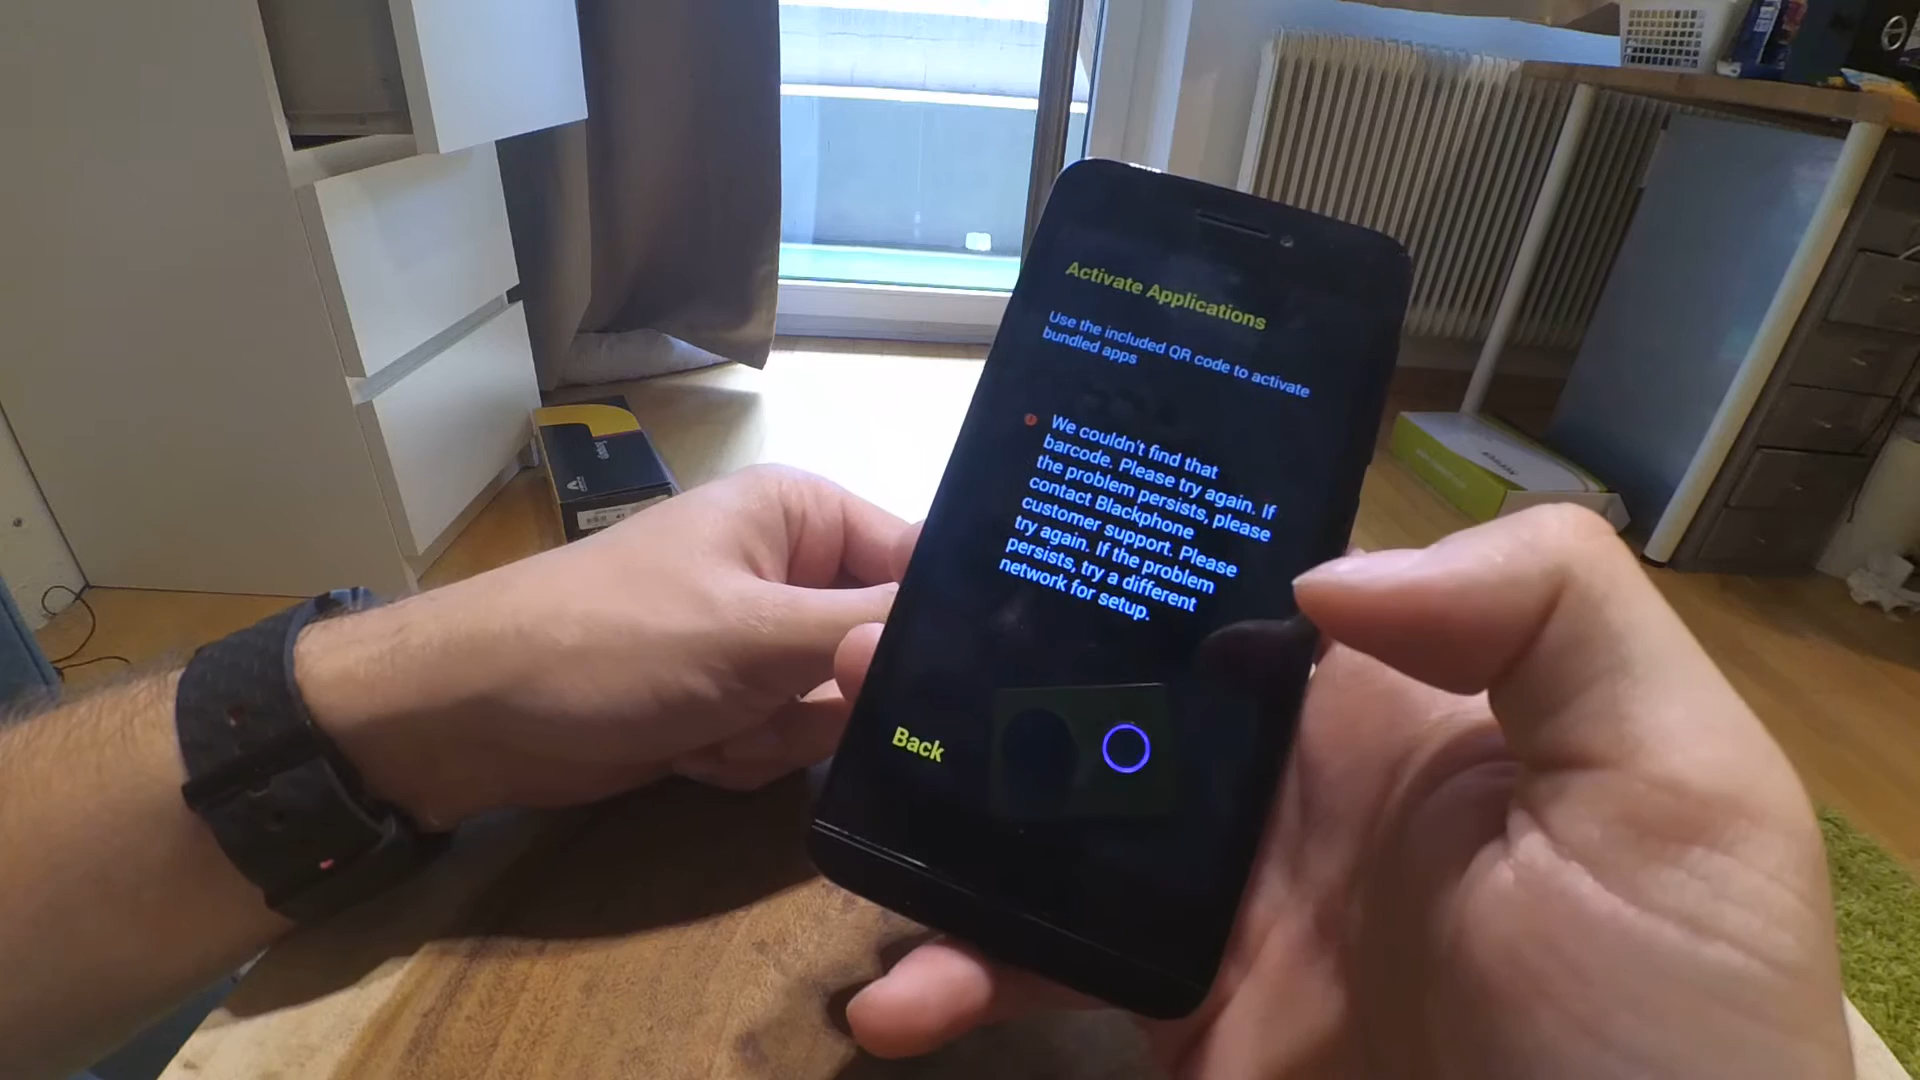 Activate Applications
Use the included QR code to activate
bundled apps
We couldn't find that
barcode. Please try again. If
the problem persists, please
contact Blackphone
customer support. Please
try again. If the problem
persists, try a different
network for setup.
Back